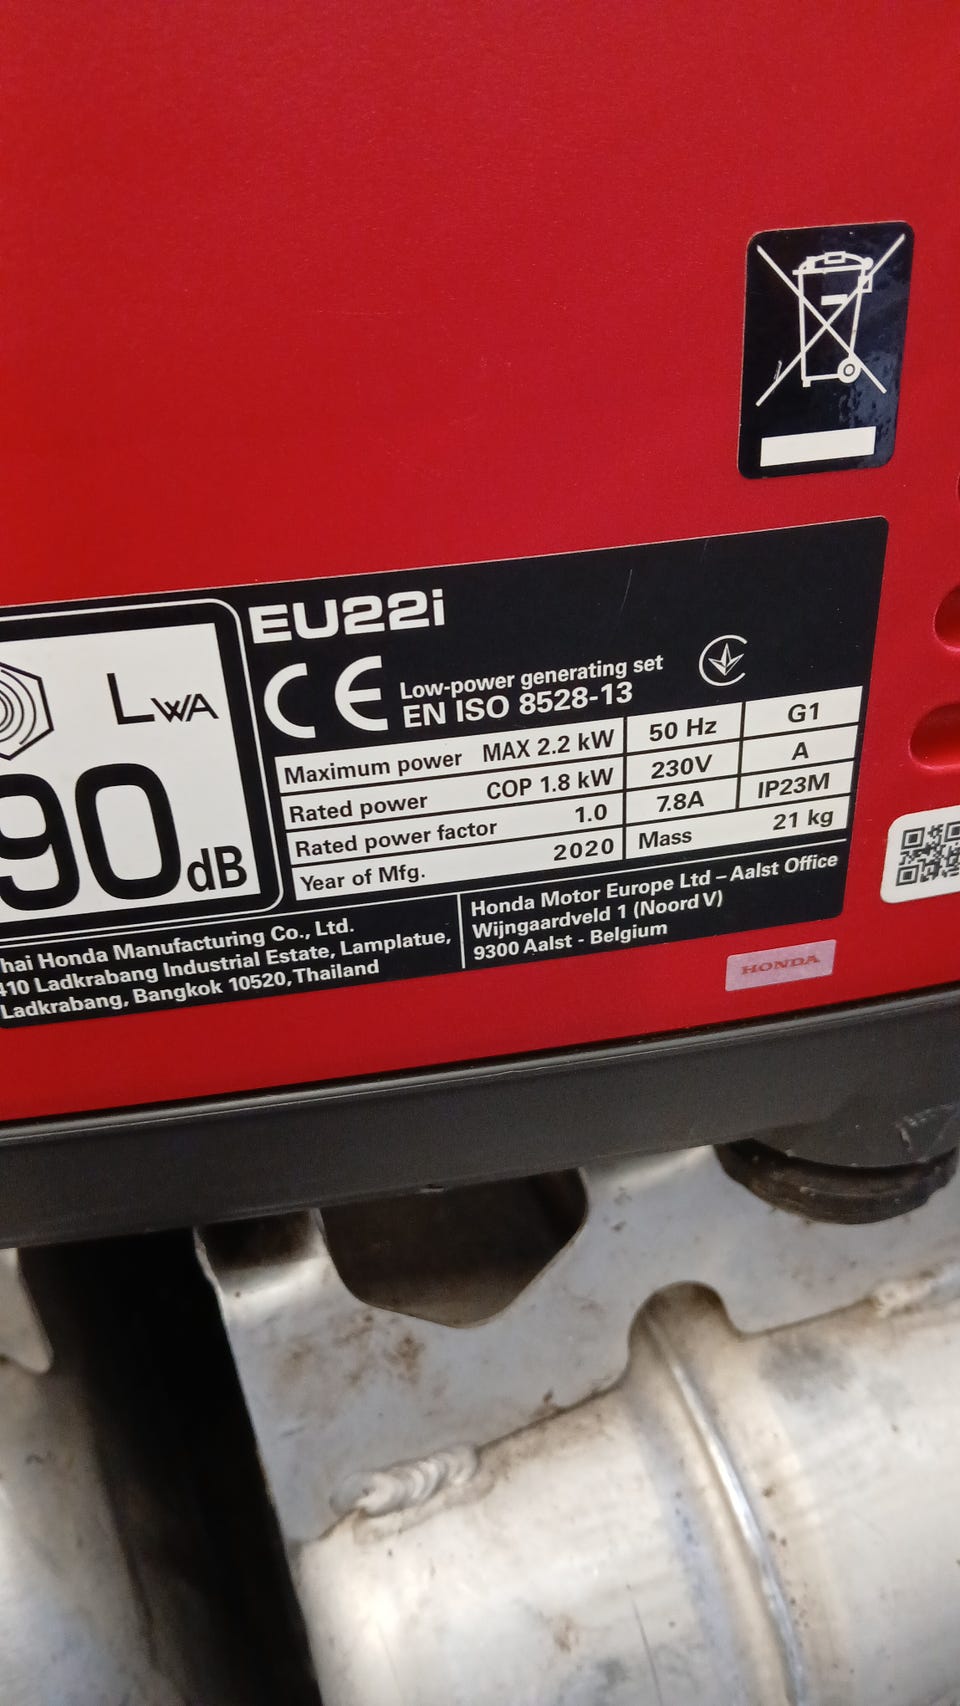 EU22i
CE Low-power generating set
EN ISO 8528-13
LWA
90dB
Maximum power MAX 2.2 kW 50 Hz G1
Rated power COP 1.8 kW 230V A
Rated power factor 1.0 7.8A IP23M
Year of Mfg. 2020 Mass 21 kg
hai Honda Manufacturing Co., Ltd.
410 Ladkrabang Industrial Estate, Lamplatue,
Ladkrabang, Bangkok 10520, Thailand
Honda Motor Europe Ltd – Aalst Office
Wijngaardveld 1 (Noord V)
9300 Aalst - Belgium
HONDA